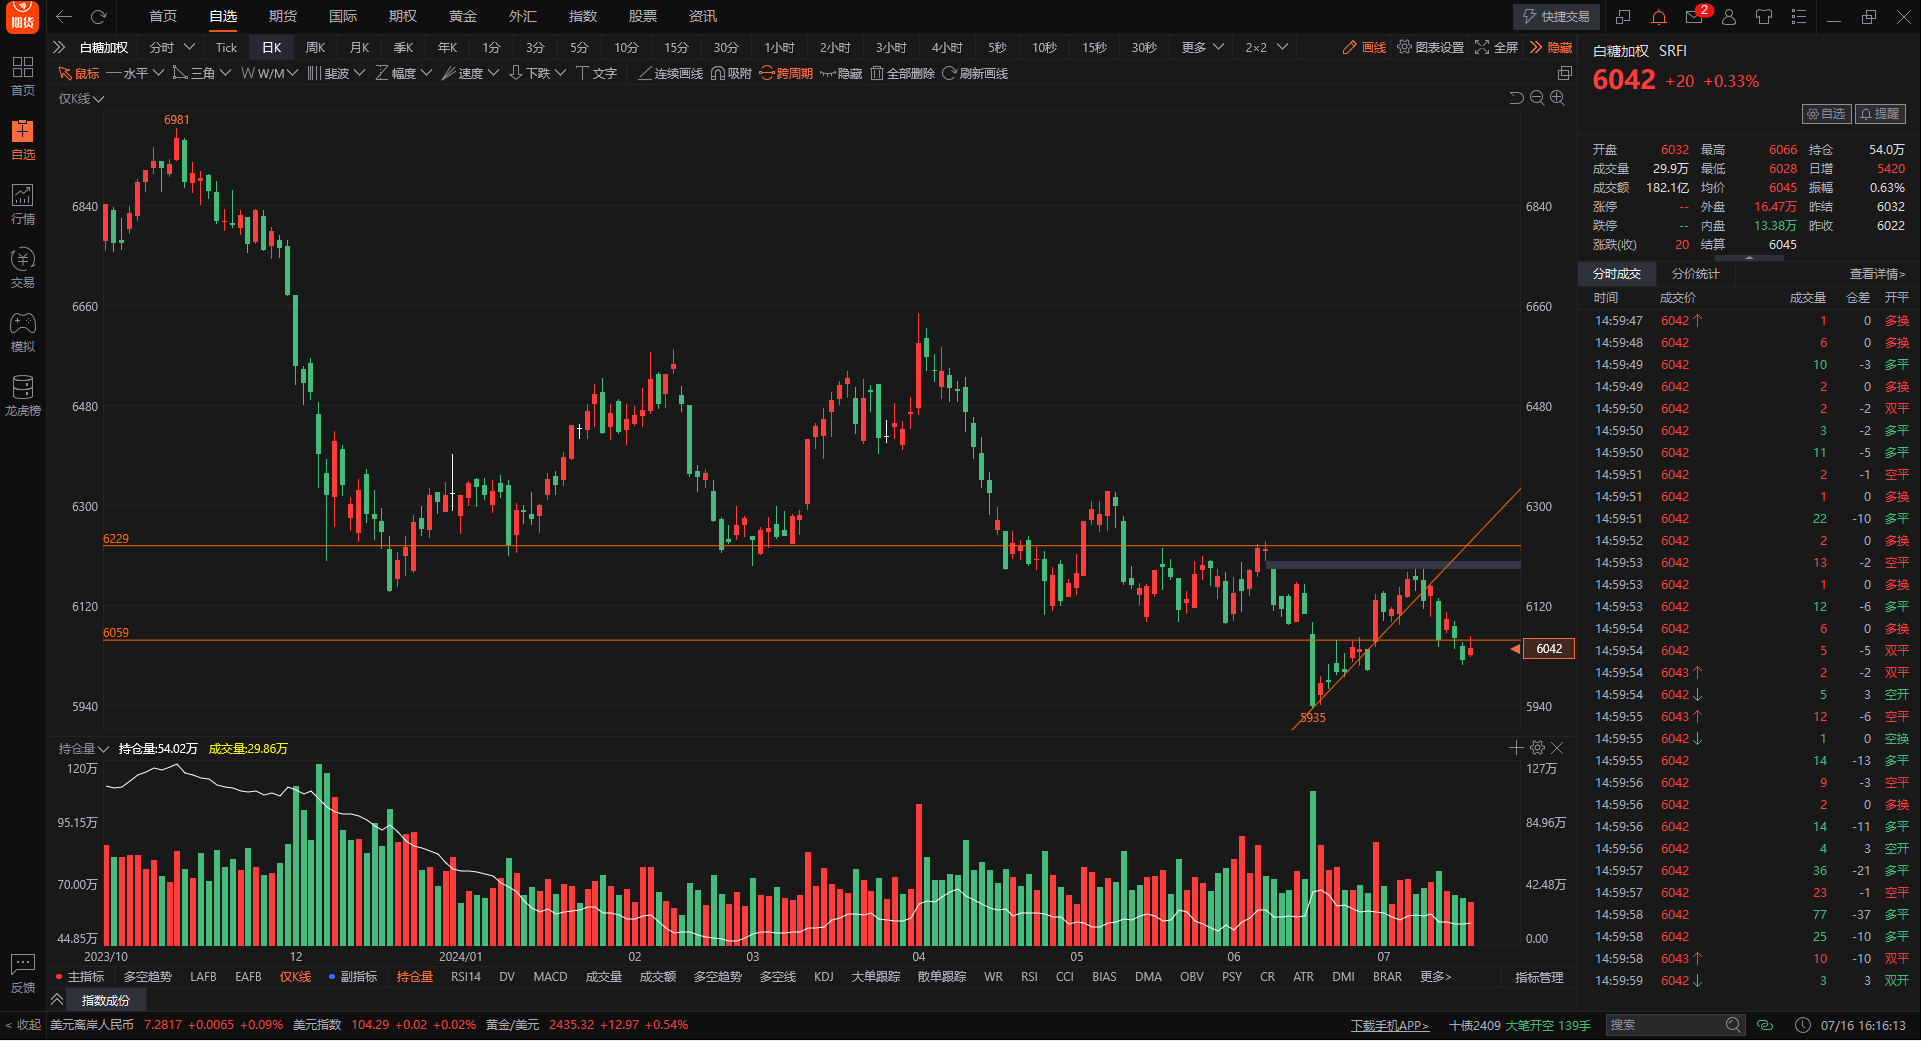 期货 首页 自选 期货 国际 期权 黄金 外汇 指数 股票 资讯 快捷交易 2
白糖加权 分时 Tick 日K 周K 月K 季K 年K 1分 3分 5分 10分 15分 30分 1小时 2小时 3小时 4小时 5秒 10秒 15秒 30秒 更多 2×2 画线 图表设置 全屏 隐藏
鼠标 水平 三角 W/M 斐波 幅度 速度 下跌 文字 连续画线 吸附 跨周期 隐藏 全部删除 刷新画线
仅K线
首页
自选
行情
交易
模拟
龙虎榜
反馈
6981
6840 6840
6660 6660
6480 6480
6300 6300
6229
6120 6120
6059
6042
5940 5940
5935
持仓量 持仓量:54.02万 成交量:29.86万
120万 127万
95.15万 84.96万
70.00万 42.48万
44.85万 0.00
2023/10 12 2024/01 02 03 04 05 06 07
主指标 多空趋势 LAFB EAFB 仅K线 副指标 持仓量 RSI14 DV MACD 成交量 成交额 多空趋势 多空线 KDJ 大单跟踪 散单跟踪 WR RSI CCI BIAS DMA OBV PSY CR ATR DMI BRAR 更多> 指标管理
指数成份
白糖加权 SRFI
6042 +20 +0.33%
自选 提醒
开盘 6032 最高 6066 持仓 54.0万
成交量 29.9万 最低 6028 日增 5420
成交额 182.1亿 均价 6045 振幅 0.63%
涨停 -- 外盘 16.47万 昨结 6032
跌停 -- 内盘 13.38万 昨收 6022
涨跌(收) 20 结算 6045
分时成交 分价统计 查看详情>
时间 成交价 成交量 仓差 开平
14:59:47 6042↑ 1 0 多换
14:59:48 6042 6 0 多换
14:59:49 6042 10 -3 多平
14:59:49 6042 2 0 多换
14:59:50 6042 2 -2 双平
14:59:50 6042 3 -2 多平
14:59:50 6042 11 -5 多平
14:59:51 6042 2 -1 空平
14:59:51 6042 1 0 多换
14:59:51 6042 22 -10 多平
14:59:52 6042 2 0 多换
14:59:53 6042 13 -2 空平
14:59:53 6042 1 0 多换
14:59:53 6042 12 -6 多平
14:59:54 6042 6 0 多换
14:59:54 6042 5 -5 双平
14:59:54 6043↑ 2 -2 双平
14:59:54 6042↓ 5 3 空开
14:59:55 6043↑ 12 -6 空平
14:59:55 6042↓ 1 0 空换
14:59:55 6042 14 -13 多平
14:59:56 6042 9 -3 空平
14:59:56 6042 2 0 多换
14:59:56 6042 14 -11 多平
14:59:56 6042 4 3 空开
14:59:57 6042 36 -21 多平
14:59:57 6042 23 -1 空平
14:59:58 6042 77 -37 多平
14:59:58 6042 25 -10 多平
14:59:58 6043↑ 10 -10 双平
14:59:59 6042↓ 3 3 双开
< 收起 美元离岸人民币 7.2817 +0.0065 +0.09% 美元指数 104.29 +0.02 +0.02% 黄金/美元 2435.32 +12.97 +0.54% 下载手机APP> 十债2409 大笔开空 139手 搜索 07/16 16:16:13